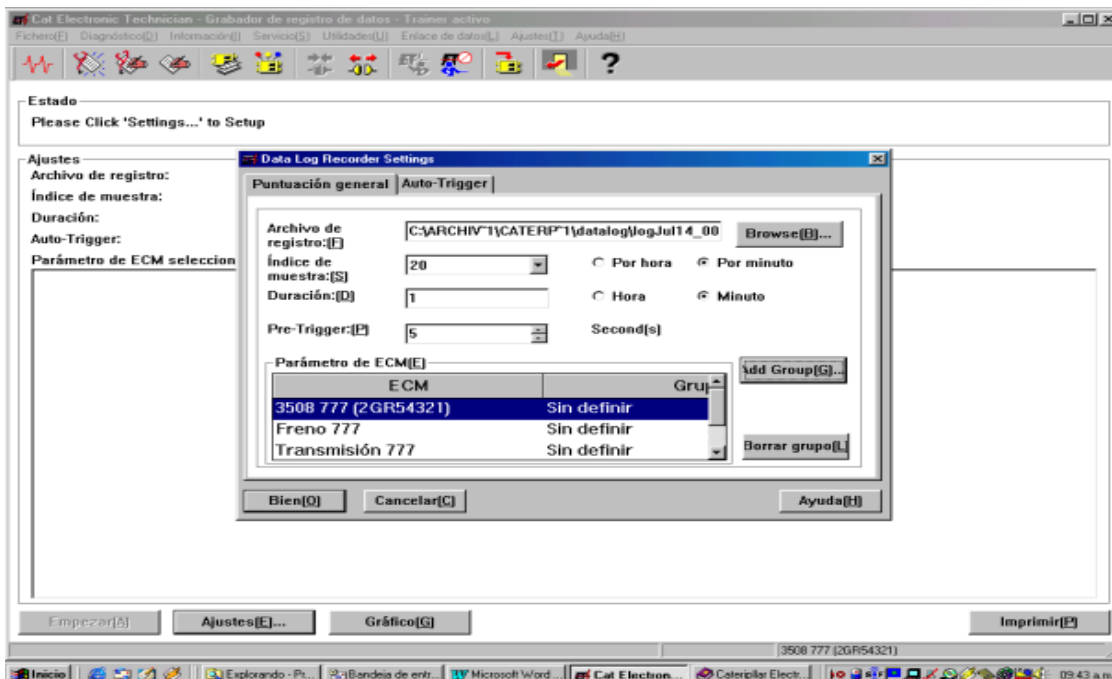 Cat Electronic Technician - Grabador de registro de datos - Trainer activo
Fichero(F) Diagnóstico(D) Información(I) Servicio(S) Utilidades(U) Enlace de datos(L) Ajustes(T) Ayuda(H)
Estado
Please Click 'Settings...' to Setup
Ajustes
Archivo de registro:
Índice de muestra:
Duración:
Auto-Trigger:
Parámetro de ECM seleccion
Data Log Recorder Settings
Puntuación general Auto-Trigger
Archivo de registro:(F) C:\ARCHIV~1\CATERP~1\datalog\logJul14_00 Browse(B)...
Índice de muestra:(S) 20 Por hora Por minuto
Duración:(D) 1 Hora Minuto
Pre-Trigger:(P) 5 Second(s)
Parámetro de ECM(E)
ECM Grup
3508 777 (2GR54321) Sin definir
Freno 777 Sin definir
Transmisión 777 Sin definir
Add Group(G)...
Borrar grupo(L)
Bien(O) Cancelar(C) Ayuda(H)
Empezar(A) Ajustes(E)... Gráfico(G) Imprimir(P)
3508 777 (2GR54321)
Inicio Explorando - Pr... Bandeja de entr... Microsoft Word ... Cat Electron... Caterpillar Electr... 09:43 a.m.